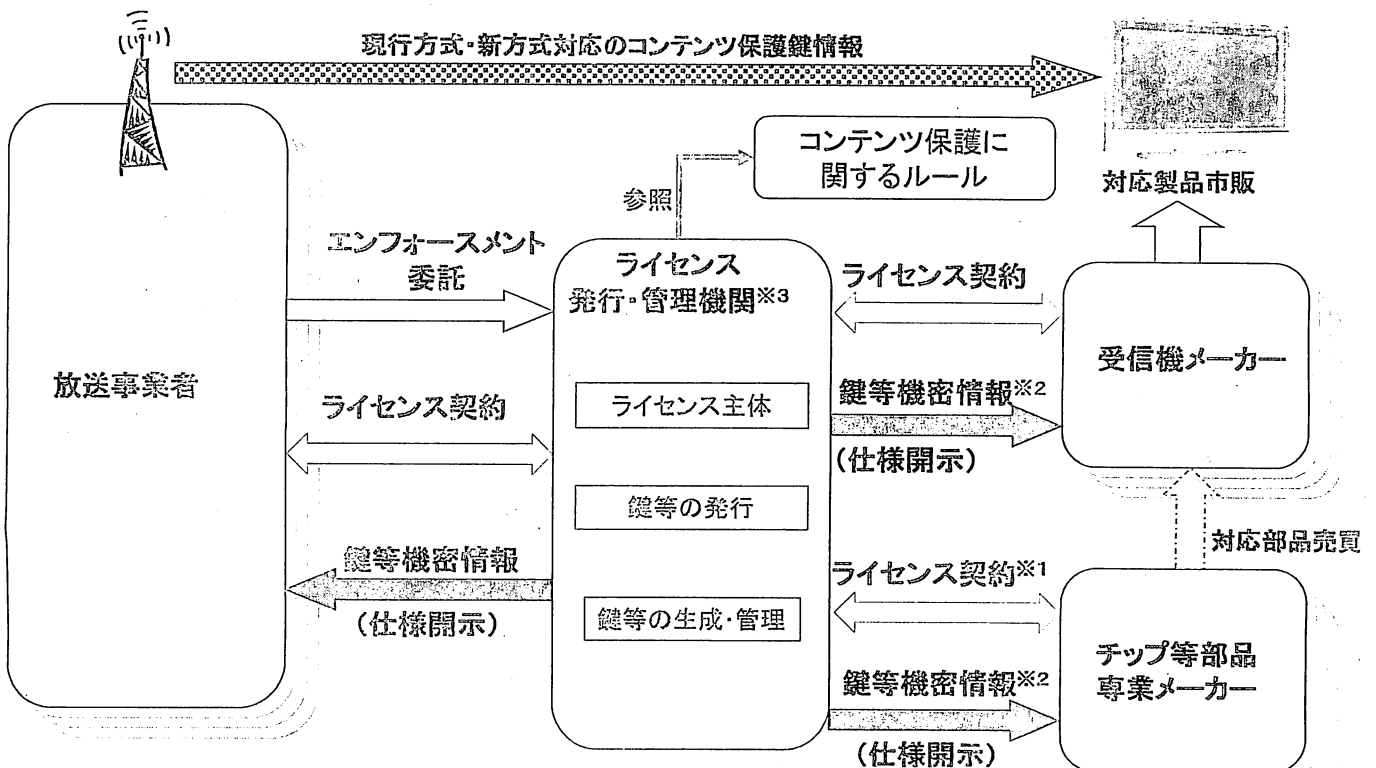 現行方式・新方式対応のコンテンツ保護鍵情報
コンテンツ保護に
関するルール
対応製品市販
参照
エンフォースメント
委託
ライセンス
発行・管理機関※3
ライセンス契約
放送事業者
受信機メーカー
ライセンス契約
ライセンス主体
鍵等機密情報※2
(仕様開示)
鍵等の発行
対応部品売買
鍵等機密情報
(仕様開示)
ライセンス契約※1
鍵等の生成・管理
チップ等部品
専業メーカー
鍵等機密情報※2
(仕様開示)